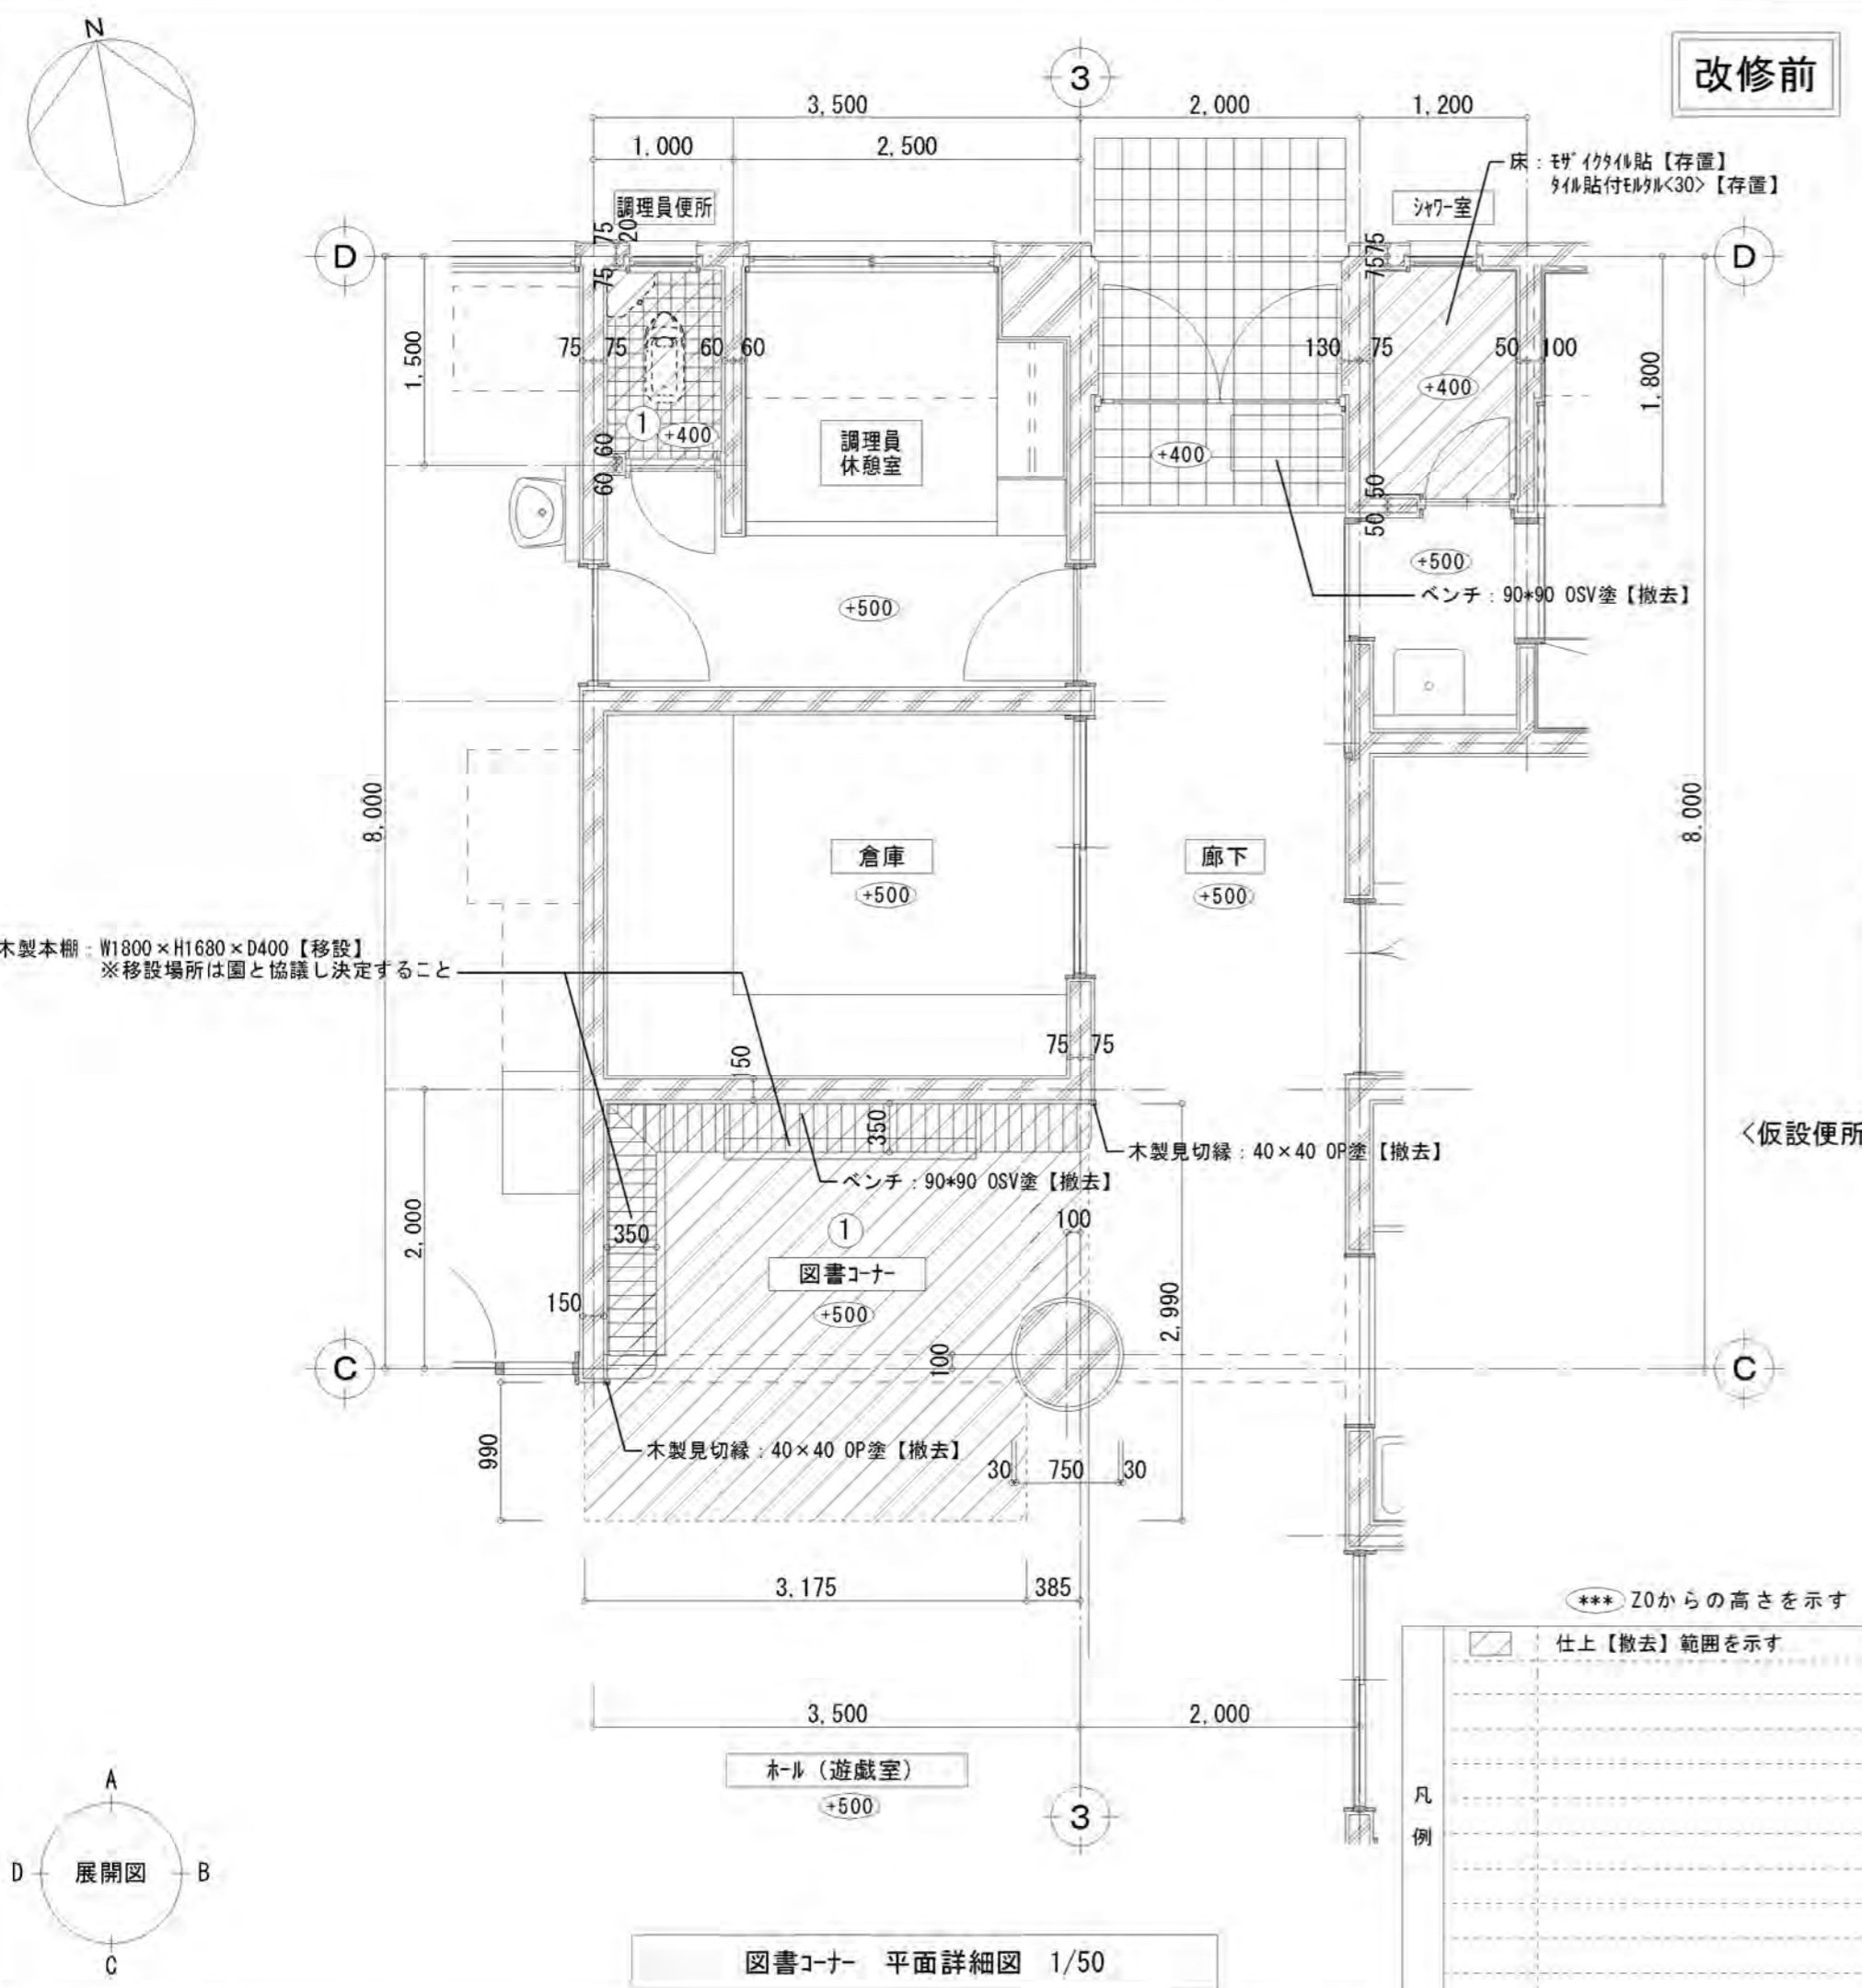 N
改修前
3
3,500
2,000
1,200
1,000
2,500
床：ﾓｻﾞｲｸﾀｲﾙ貼【存置】
ﾀｲﾙ貼付ﾓﾙﾀﾙ<30>【存置】
調理員便所
ｼｬﾜｰ室
75
20
75
75
75
D
D
1,500
75
75
60
60
130
75
50
100
1,800
+400
1
+400
60
60
調理員
休憩室
+400
50
50
+500
ベンチ：90*90 OSV塗【撤去】
+500
8,000
8,000
倉庫
+500
廊下
+500
木製本棚：W1800×H1680×D400【移設】
※移設場所は園と協議し決定すること
75
75
150
350
<仮設便所
木製見切縁：40×40 OP塗【撤去】
ベンチ：90*90 OSV塗【撤去】
2,000
350
1
100
図書ｺｰﾅｰ
+500
150
2,990
100
C
C
990
木製見切縁：40×40 OP塗【撤去】
30
750
30
3,175
385
*** Z0からの高さを示す
仕上【撤去】範囲を示す
3,500
2,000
ﾎｰﾙ（遊戯室）
+500
3
凡
例
A
D
展開図
B
C
図書ｺｰﾅｰ 平面詳細図 1/50